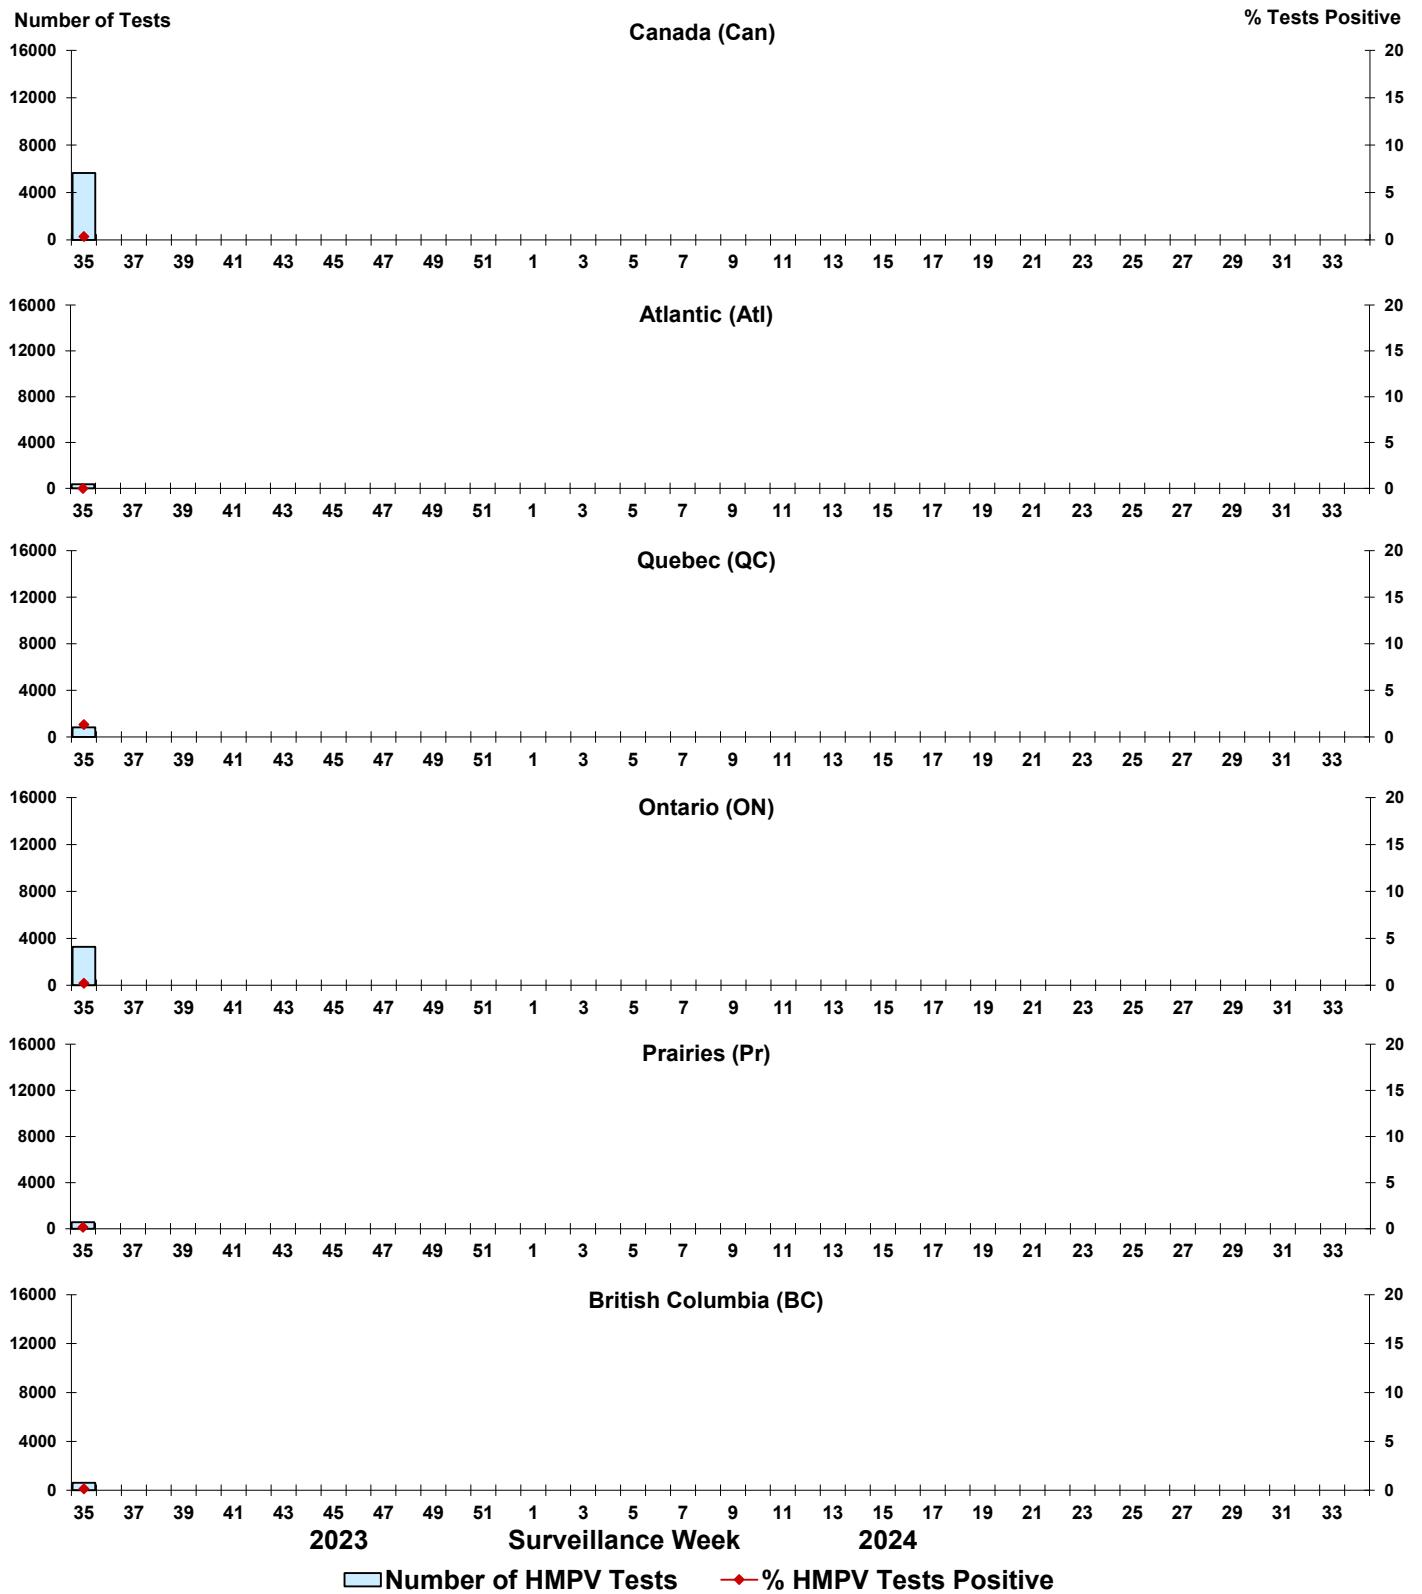 Number of Tests
% Tests Positive
Canada (Can)
16000 20
12000 15
8000 10
4000 5
0 0
35 37 39 41 43 45 47 49 51 1 3 5 7 9 11 13 15 17 19 21 23 25 27 29 31 33
Atlantic (Atl)
16000 20
12000 15
8000 10
4000 5
0 0
35 37 39 41 43 45 47 49 51 1 3 5 7 9 11 13 15 17 19 21 23 25 27 29 31 33
Quebec (QC)
16000 20
12000 15
8000 10
4000 5
0 0
35 37 39 41 43 45 47 49 51 1 3 5 7 9 11 13 15 17 19 21 23 25 27 29 31 33
Ontario (ON)
16000 20
12000 15
8000 10
4000 5
0 0
35 37 39 41 43 45 47 49 51 1 3 5 7 9 11 13 15 17 19 21 23 25 27 29 31 33
Prairies (Pr)
16000 20
12000 15
8000 10
4000 5
0 0
35 37 39 41 43 45 47 49 51 1 3 5 7 9 11 13 15 17 19 21 23 25 27 29 31 33
British Columbia (BC)
16000 20
12000 15
8000 10
4000 5
0 0
35 37 39 41 43 45 47 49 51 1 3 5 7 9 11 13 15 17 19 21 23 25 27 29 31 33
2023 Surveillance Week 2024
Number of HMPV Tests % HMPV Tests Positive